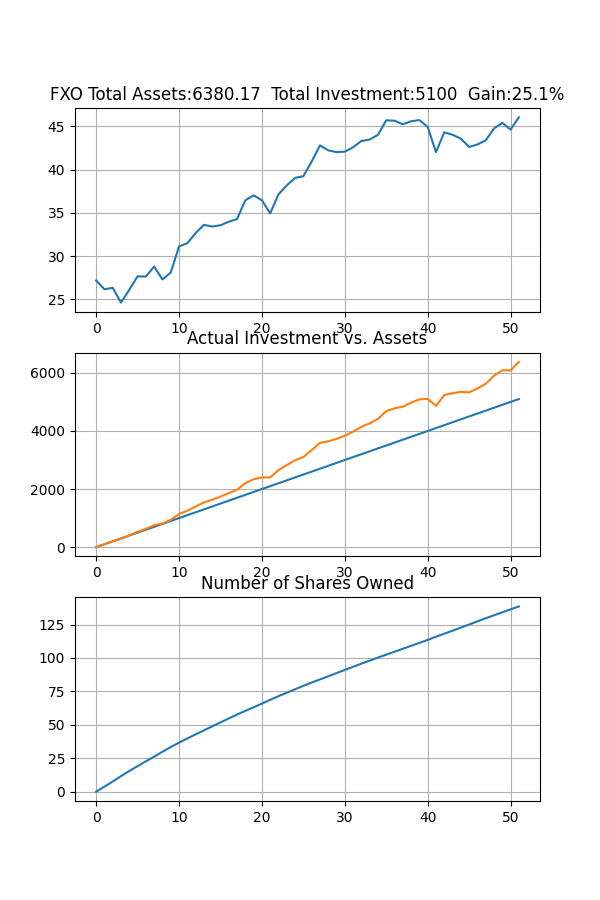 FXO Total Assets:6380.17  Total Investment:5100  Gain:25.1%
45
40
35
30
25
0 10 20 30 40 50
Actual Investment vs. Assets
6000
4000
2000
0
0 10 20 30 40 50
Number of Shares Owned
125
100
75
50
25
0
0 10 20 30 40 50